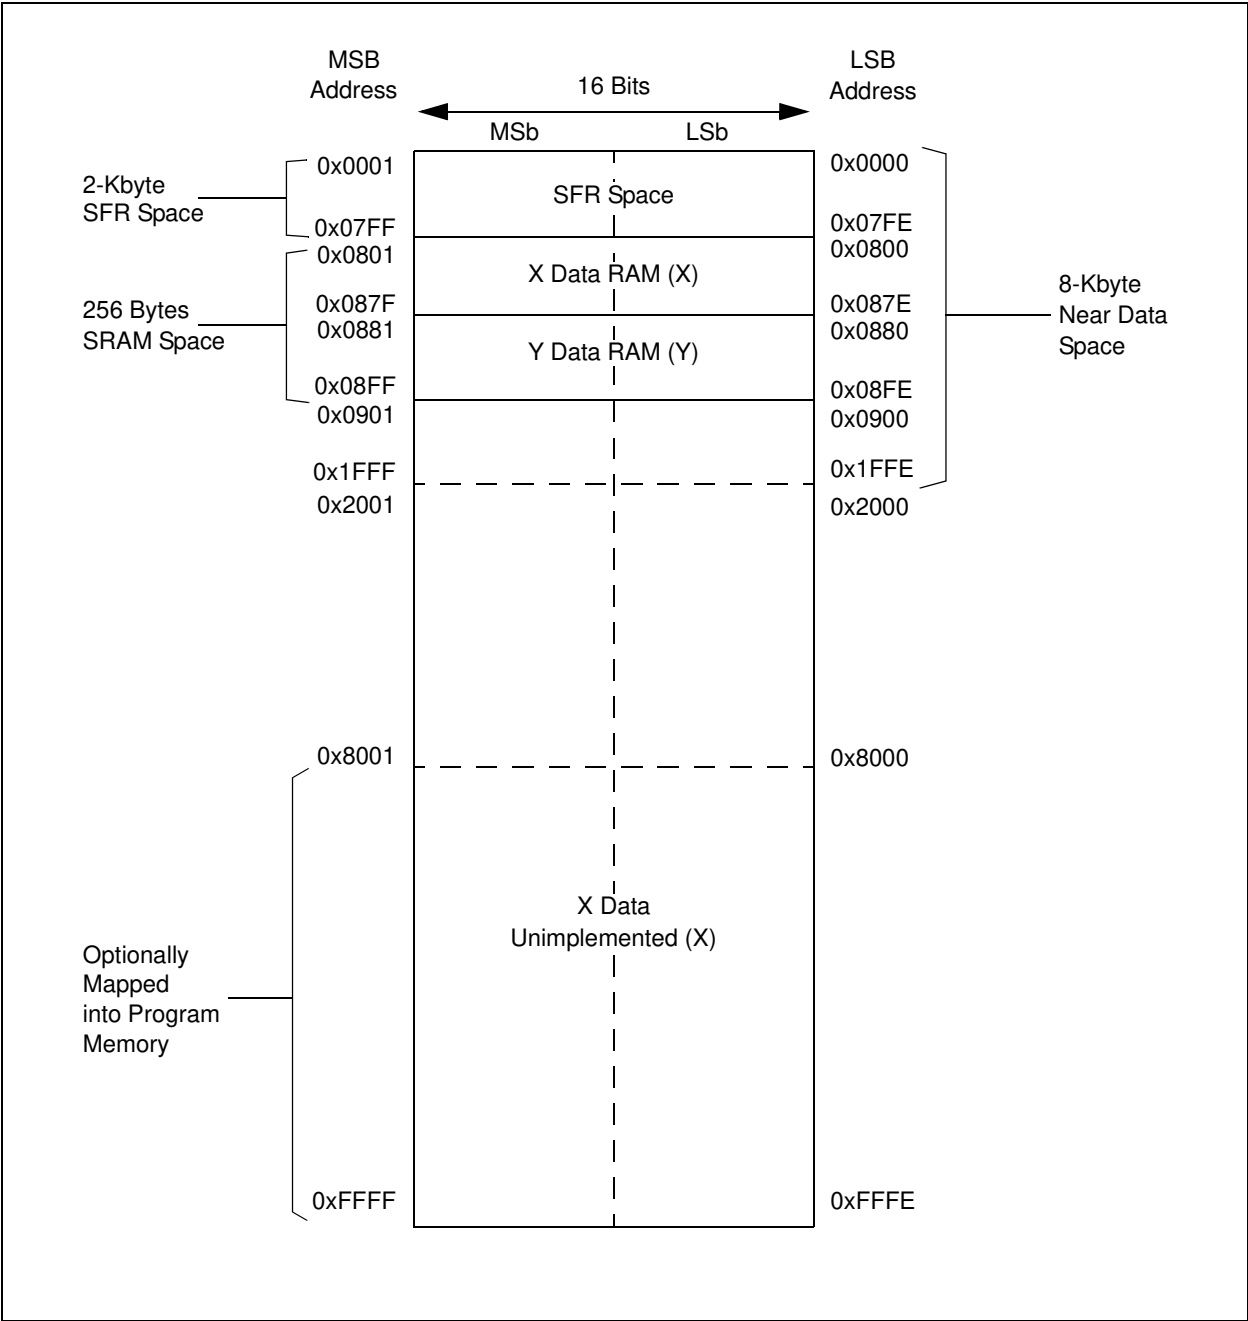 MSB
Address
LSB
Address
16 Bits
MSb
LSb
0x0001
0x0000
2-Kbyte
SFR Space
SFR Space
0x07FF
0x07FE
0x0801
0x0800
X Data RAM (X)
256 Bytes
SRAM Space
0x087F
0x087E
0x0881
0x0880
8-Kbyte
Near Data
Space
Y Data RAM (Y)
0x08FF
0x08FE
0x0901
0x0900
0x1FFF
0x1FFE
0x2001
0x2000
0x8001
0x8000
X Data
Unimplemented (X)
Optionally
Mapped
into Program
Memory
0xFFFF
0xFFFE